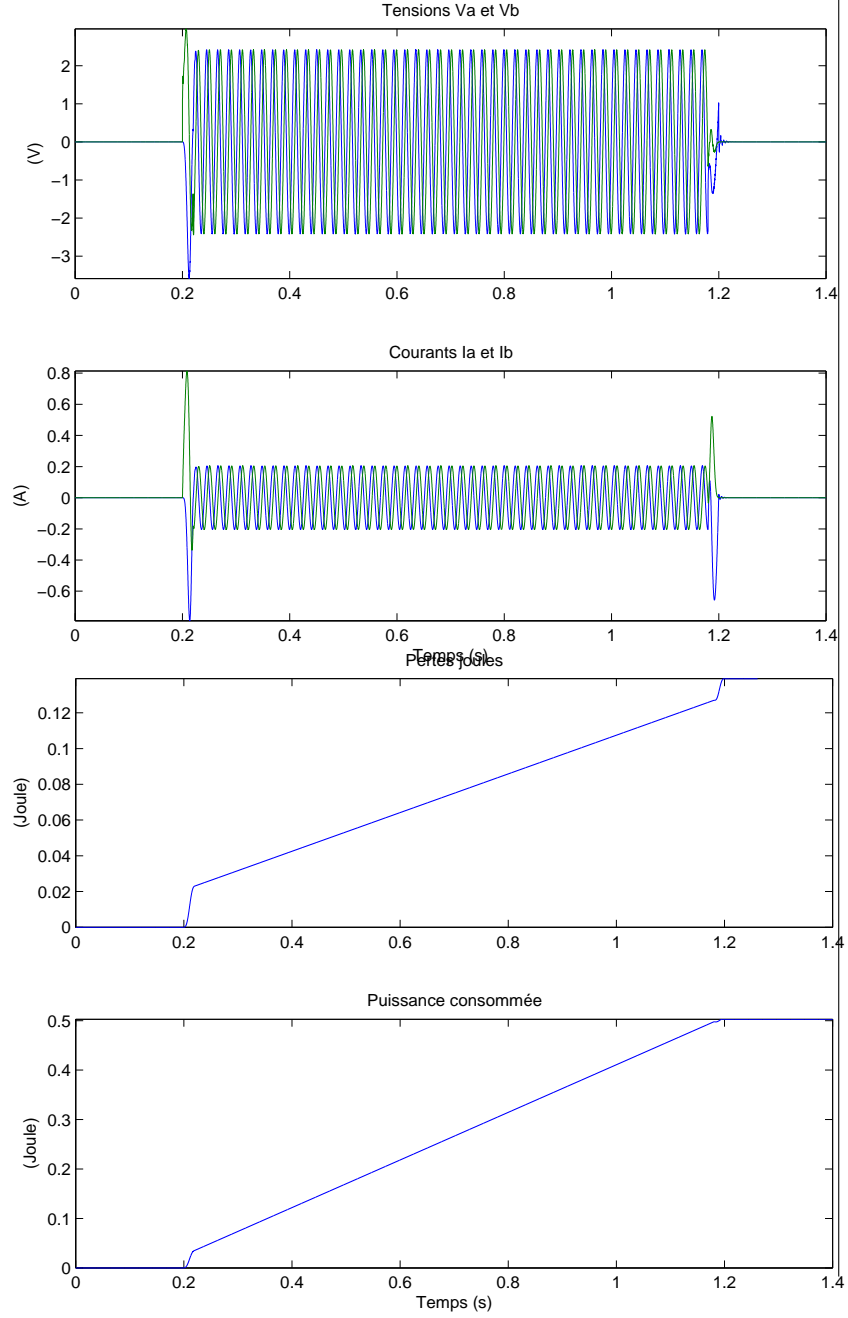 Tensions Va et Vb
2
1
0
−1
−2
−3
(V)
0 0.2 0.4 0.6 0.8 1 1.2 1.4
Courants Ia et Ib
0.8
0.6
0.4
0.2
0
−0.2
−0.4
−0.6
(A)
0 0.2 0.4 0.6 0.8 1 1.2 1.4
Temps (s)
Pertes joules
0.12
0.1
0.08
0.06
0.04
0.02
0
(Joule)
0 0.2 0.4 0.6 0.8 1 1.2 1.4
Puissance consommée
0.5
0.4
0.3
0.2
0.1
0
(Joule)
0 0.2 0.4 0.6 0.8 1 1.2 1.4
Temps (s)